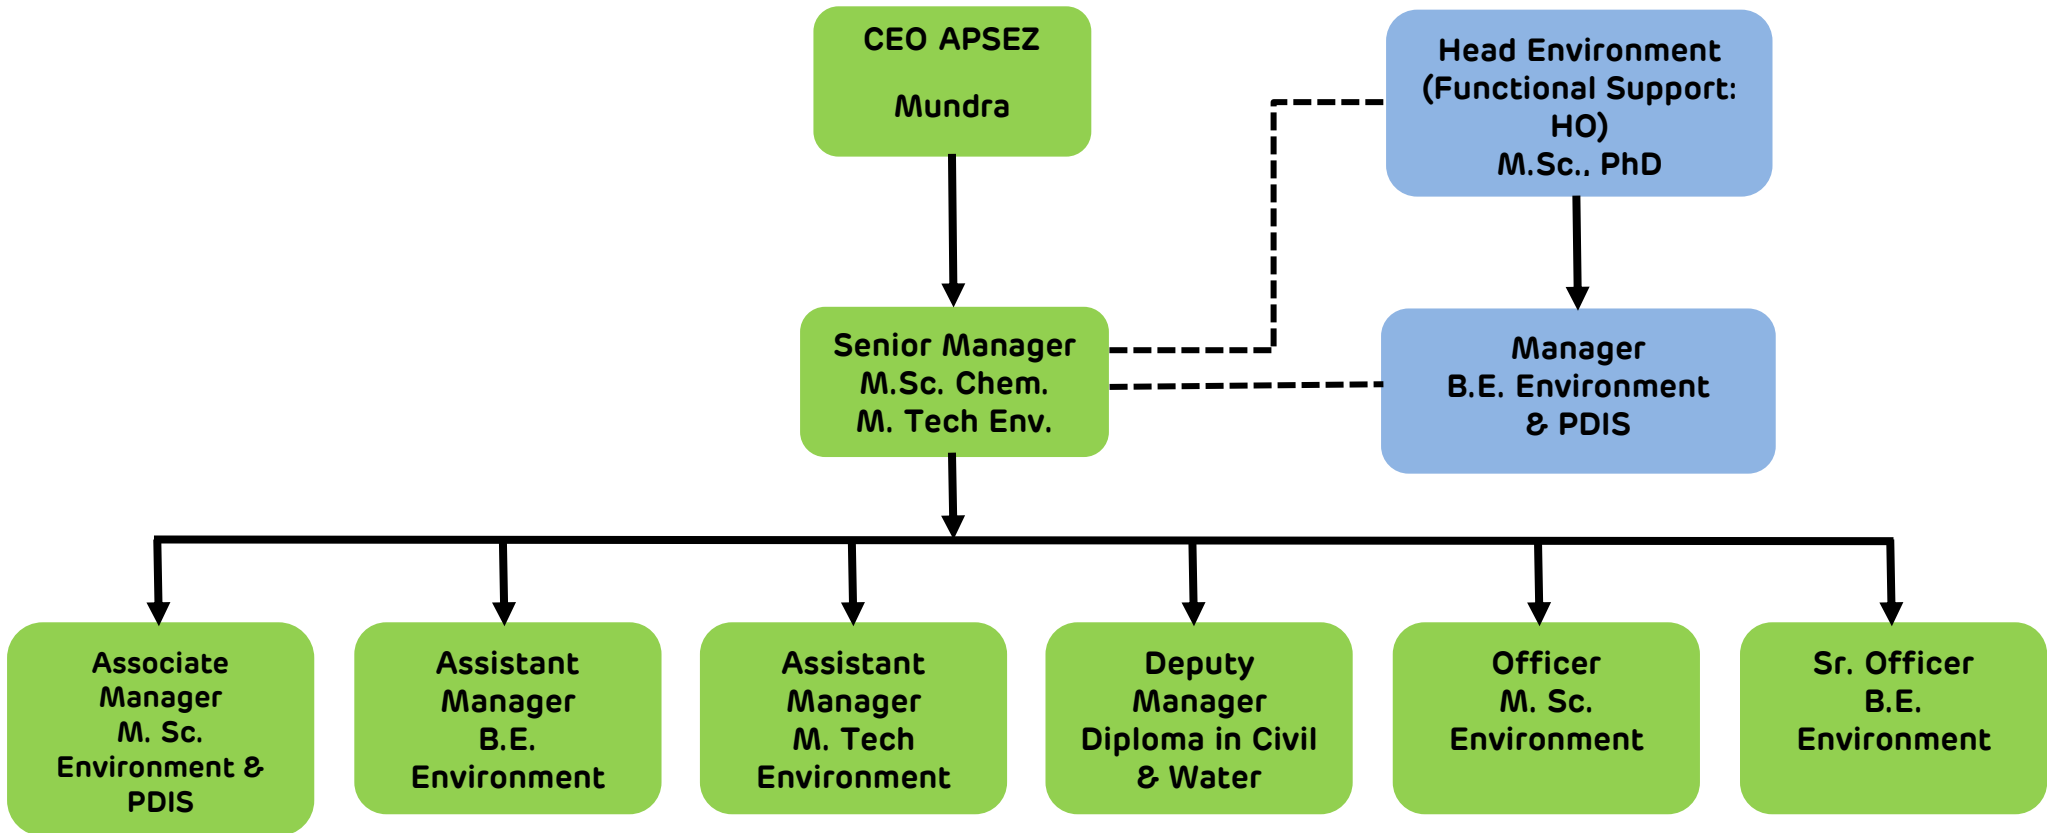 CEO APSEZ
Mundra
Head Environment
(Functional Support:
HO)
M.Sc., PhD
Senior Manager
M.Sc. Chem.
M. Tech Env.
Manager
B.E. Environment
& PDIS
Associate
Manager
M. Sc.
Environment &
PDIS
Assistant
Manager
B.E.
Environment
Assistant
Manager
M. Tech
Environment
Deputy
Manager
Diploma in Civil
& Water
Officer
M. Sc.
Environment
Sr. Officer
B.E.
Environment